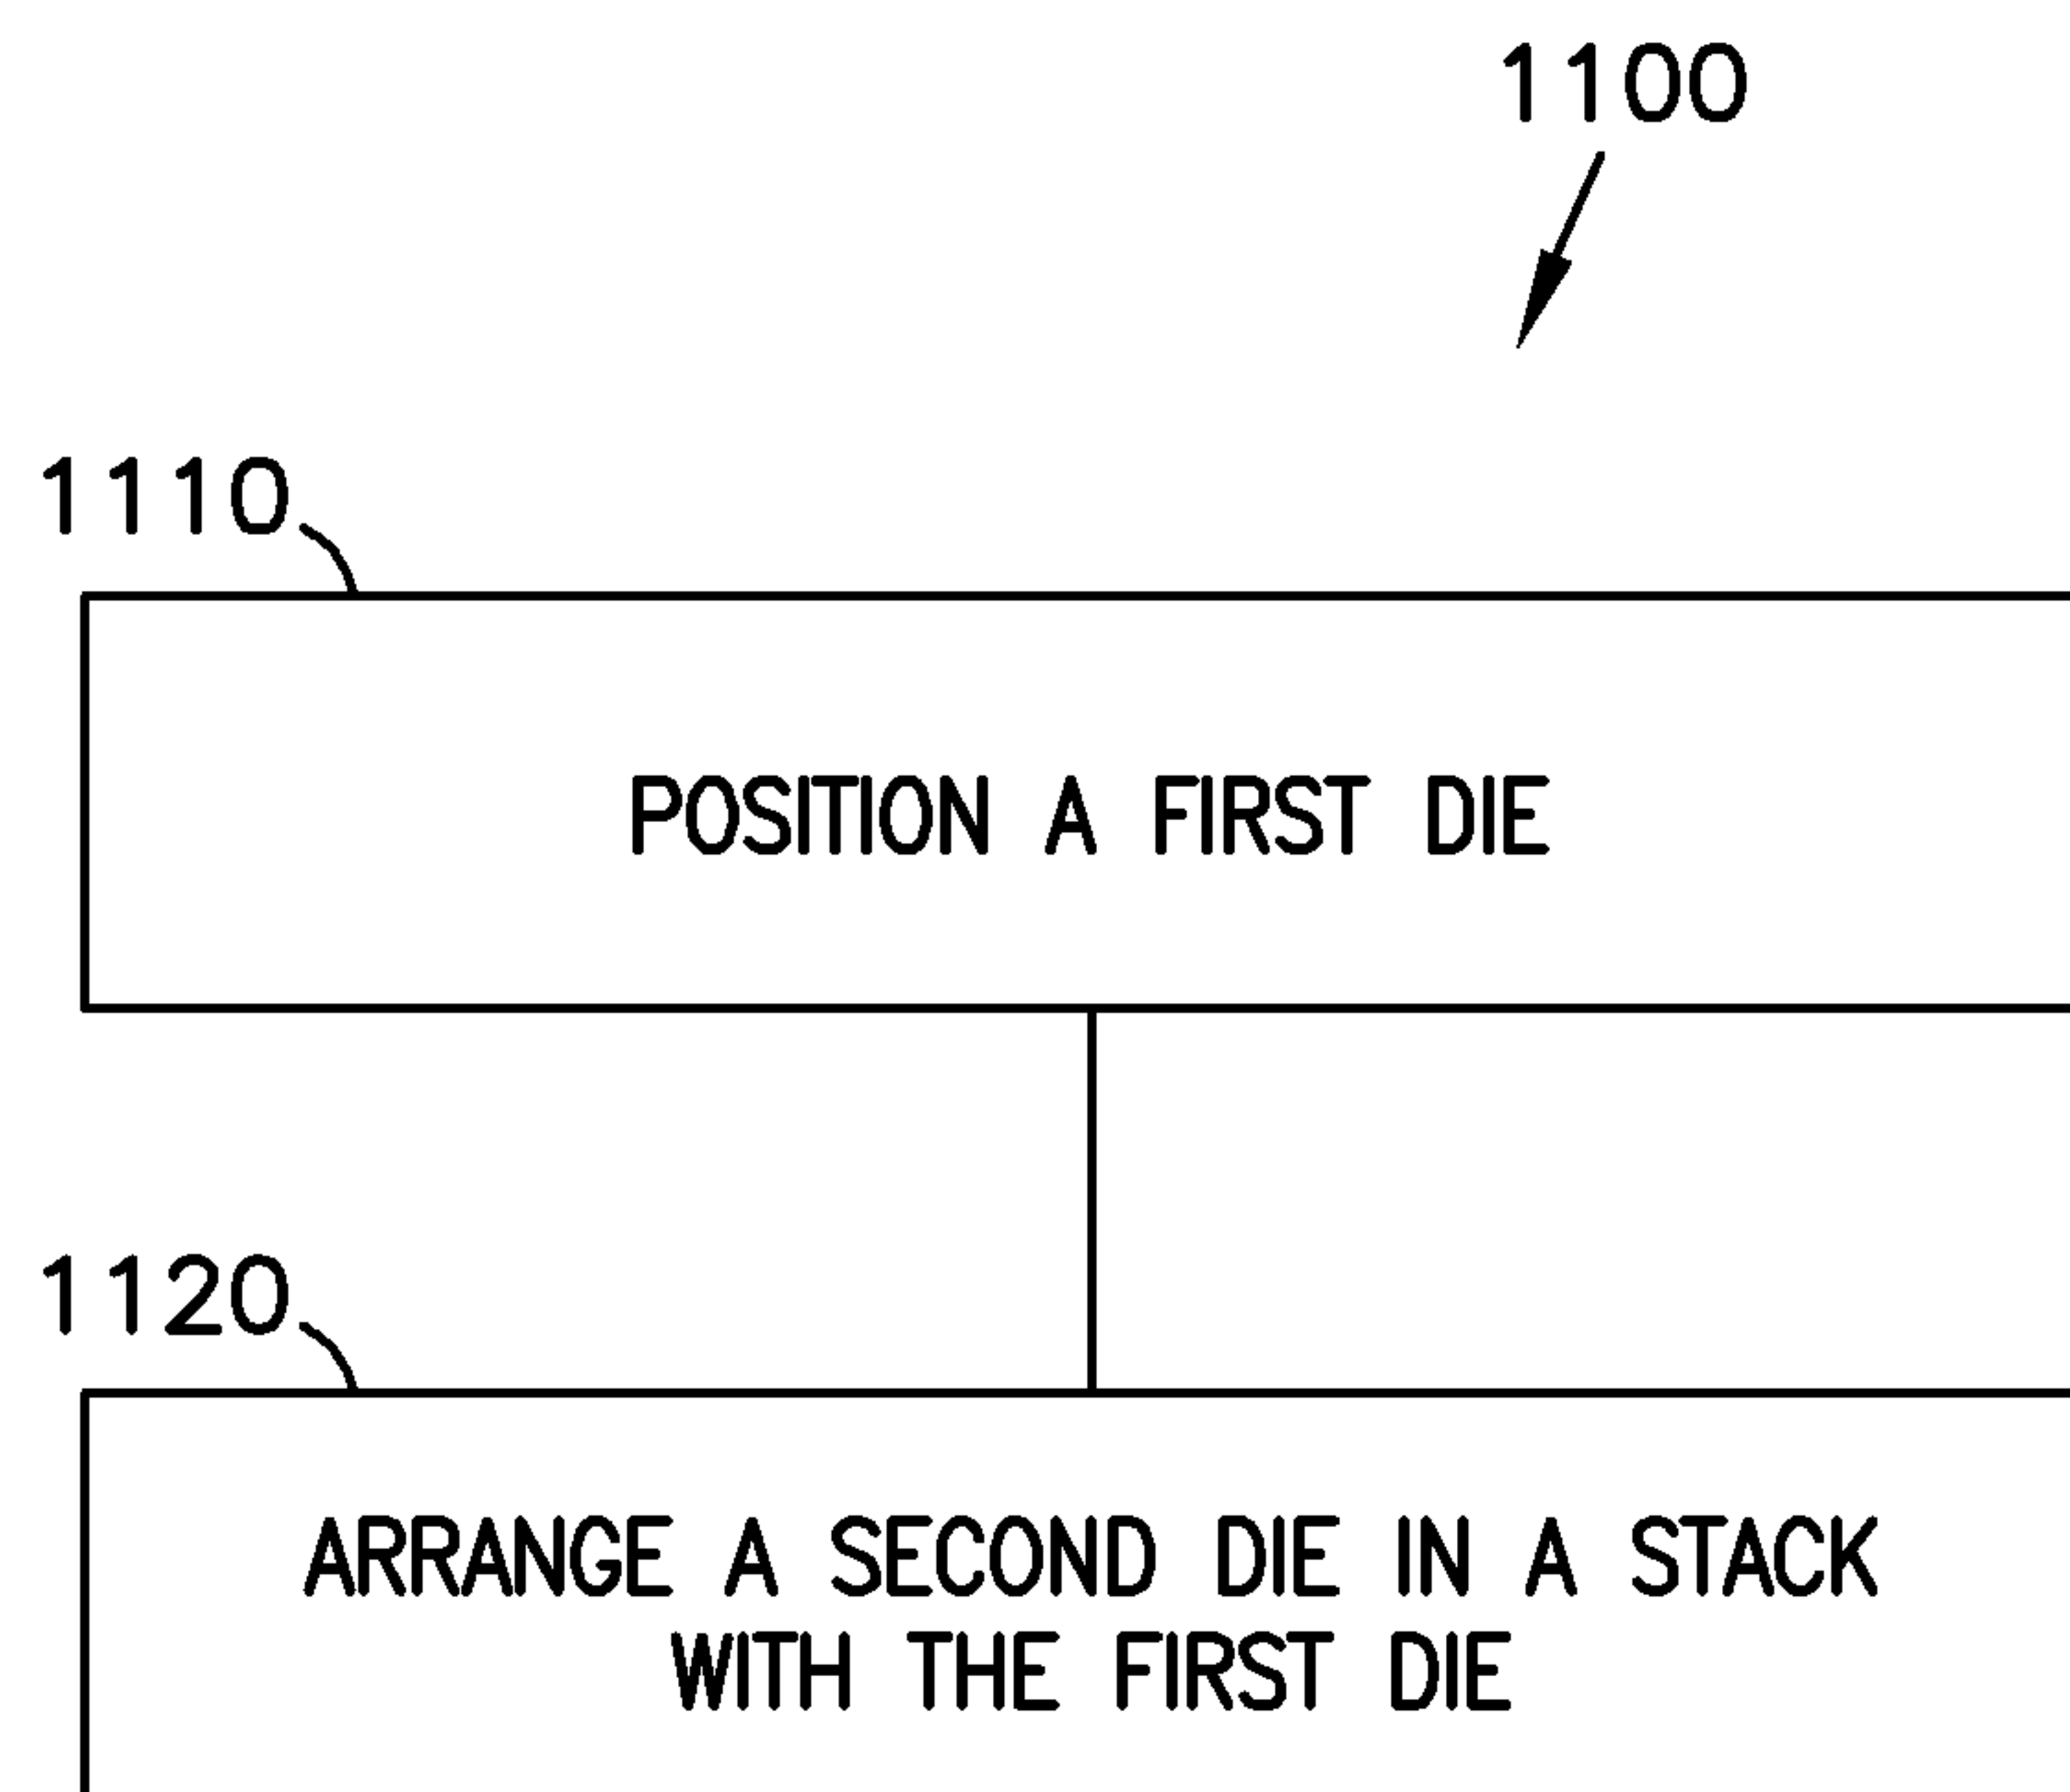 1100
1110
POSITION A FIRST DIE
1120
ARRANGE A SECOND DIE IN A STACK
WITH THE FIRST DIE